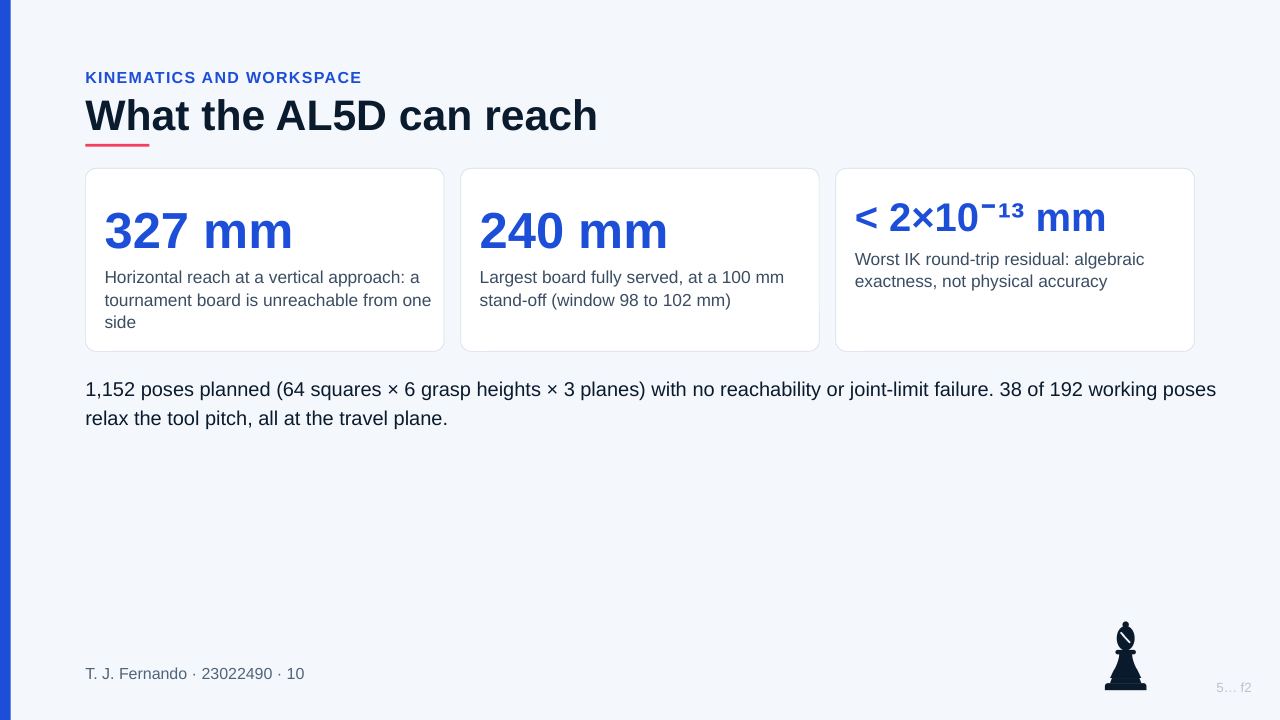 KINEMATICS AND WORKSPACE
What the AL5D can reach
327 mm
Horizontal reach at a vertical approach: a
tournament board is unreachable from one
side
240 mm
Largest board fully served, at a 100 mm
stand-off (window 98 to 102 mm)
< 2×10⁻¹³ mm
Worst IK round-trip residual: algebraic
exactness, not physical accuracy
1,152 poses planned (64 squares × 6 grasp heights × 3 planes) with no reachability or joint-limit failure. 38 of 192 working poses
relax the tool pitch, all at the travel plane.
T. J. Fernando · 23022490 · 10
5… f2